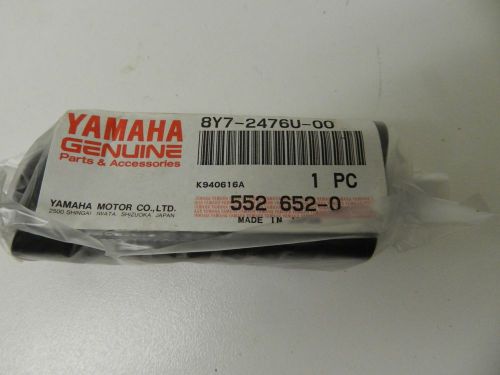 YAMAHA
GENUINE
Parts & Accessories
8Y7-2476U-00
K940616A
1 PC
YAMAHA MOTOR CO., LTD.
2500 SHINGAI IWATA SHIZUOKA JAPAN
552 652-0
MADE IN